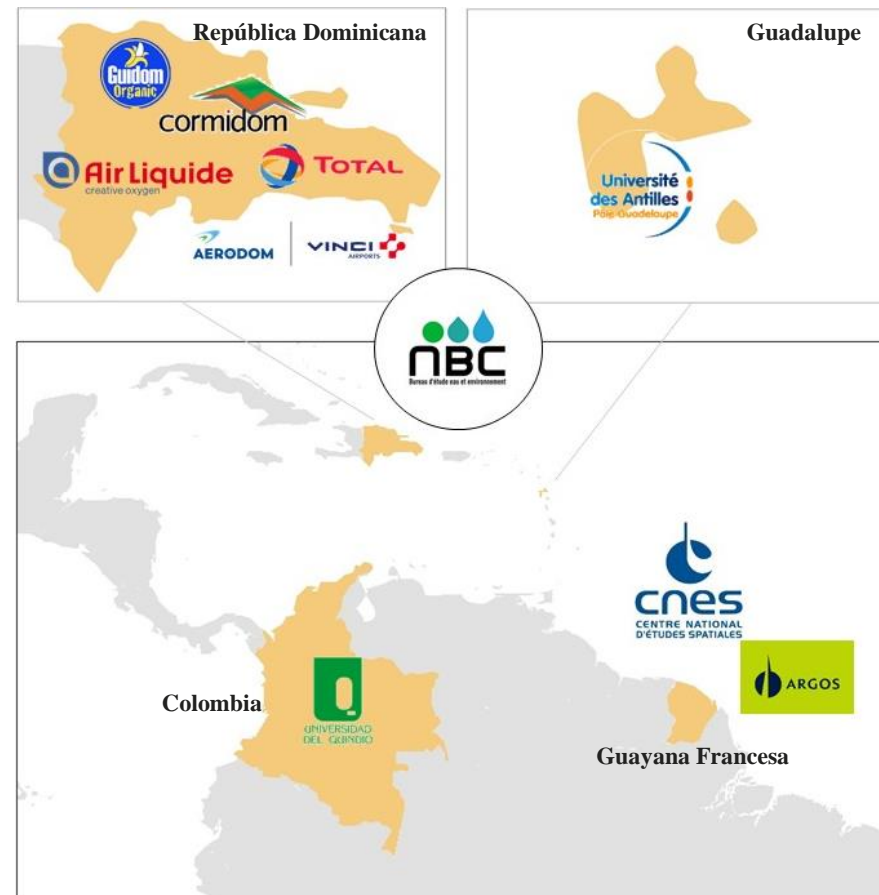 República Dominicana
Guidom
Organic
cormidom
Air Liquide
creative oxygen
TOTAL
AERODOM
VINCI
AIRPORTS
Guadalupe
Université
des Antilles
Pôle Guadeloupe
NBC
Bureau d'étude eau et environnement
cnes
CENTRE NATIONAL
D'ÉTUDES SPATIALES
ARGOS
Colombia
UNIVERSIDAD
DEL QUINDIO
Guayana Francesa